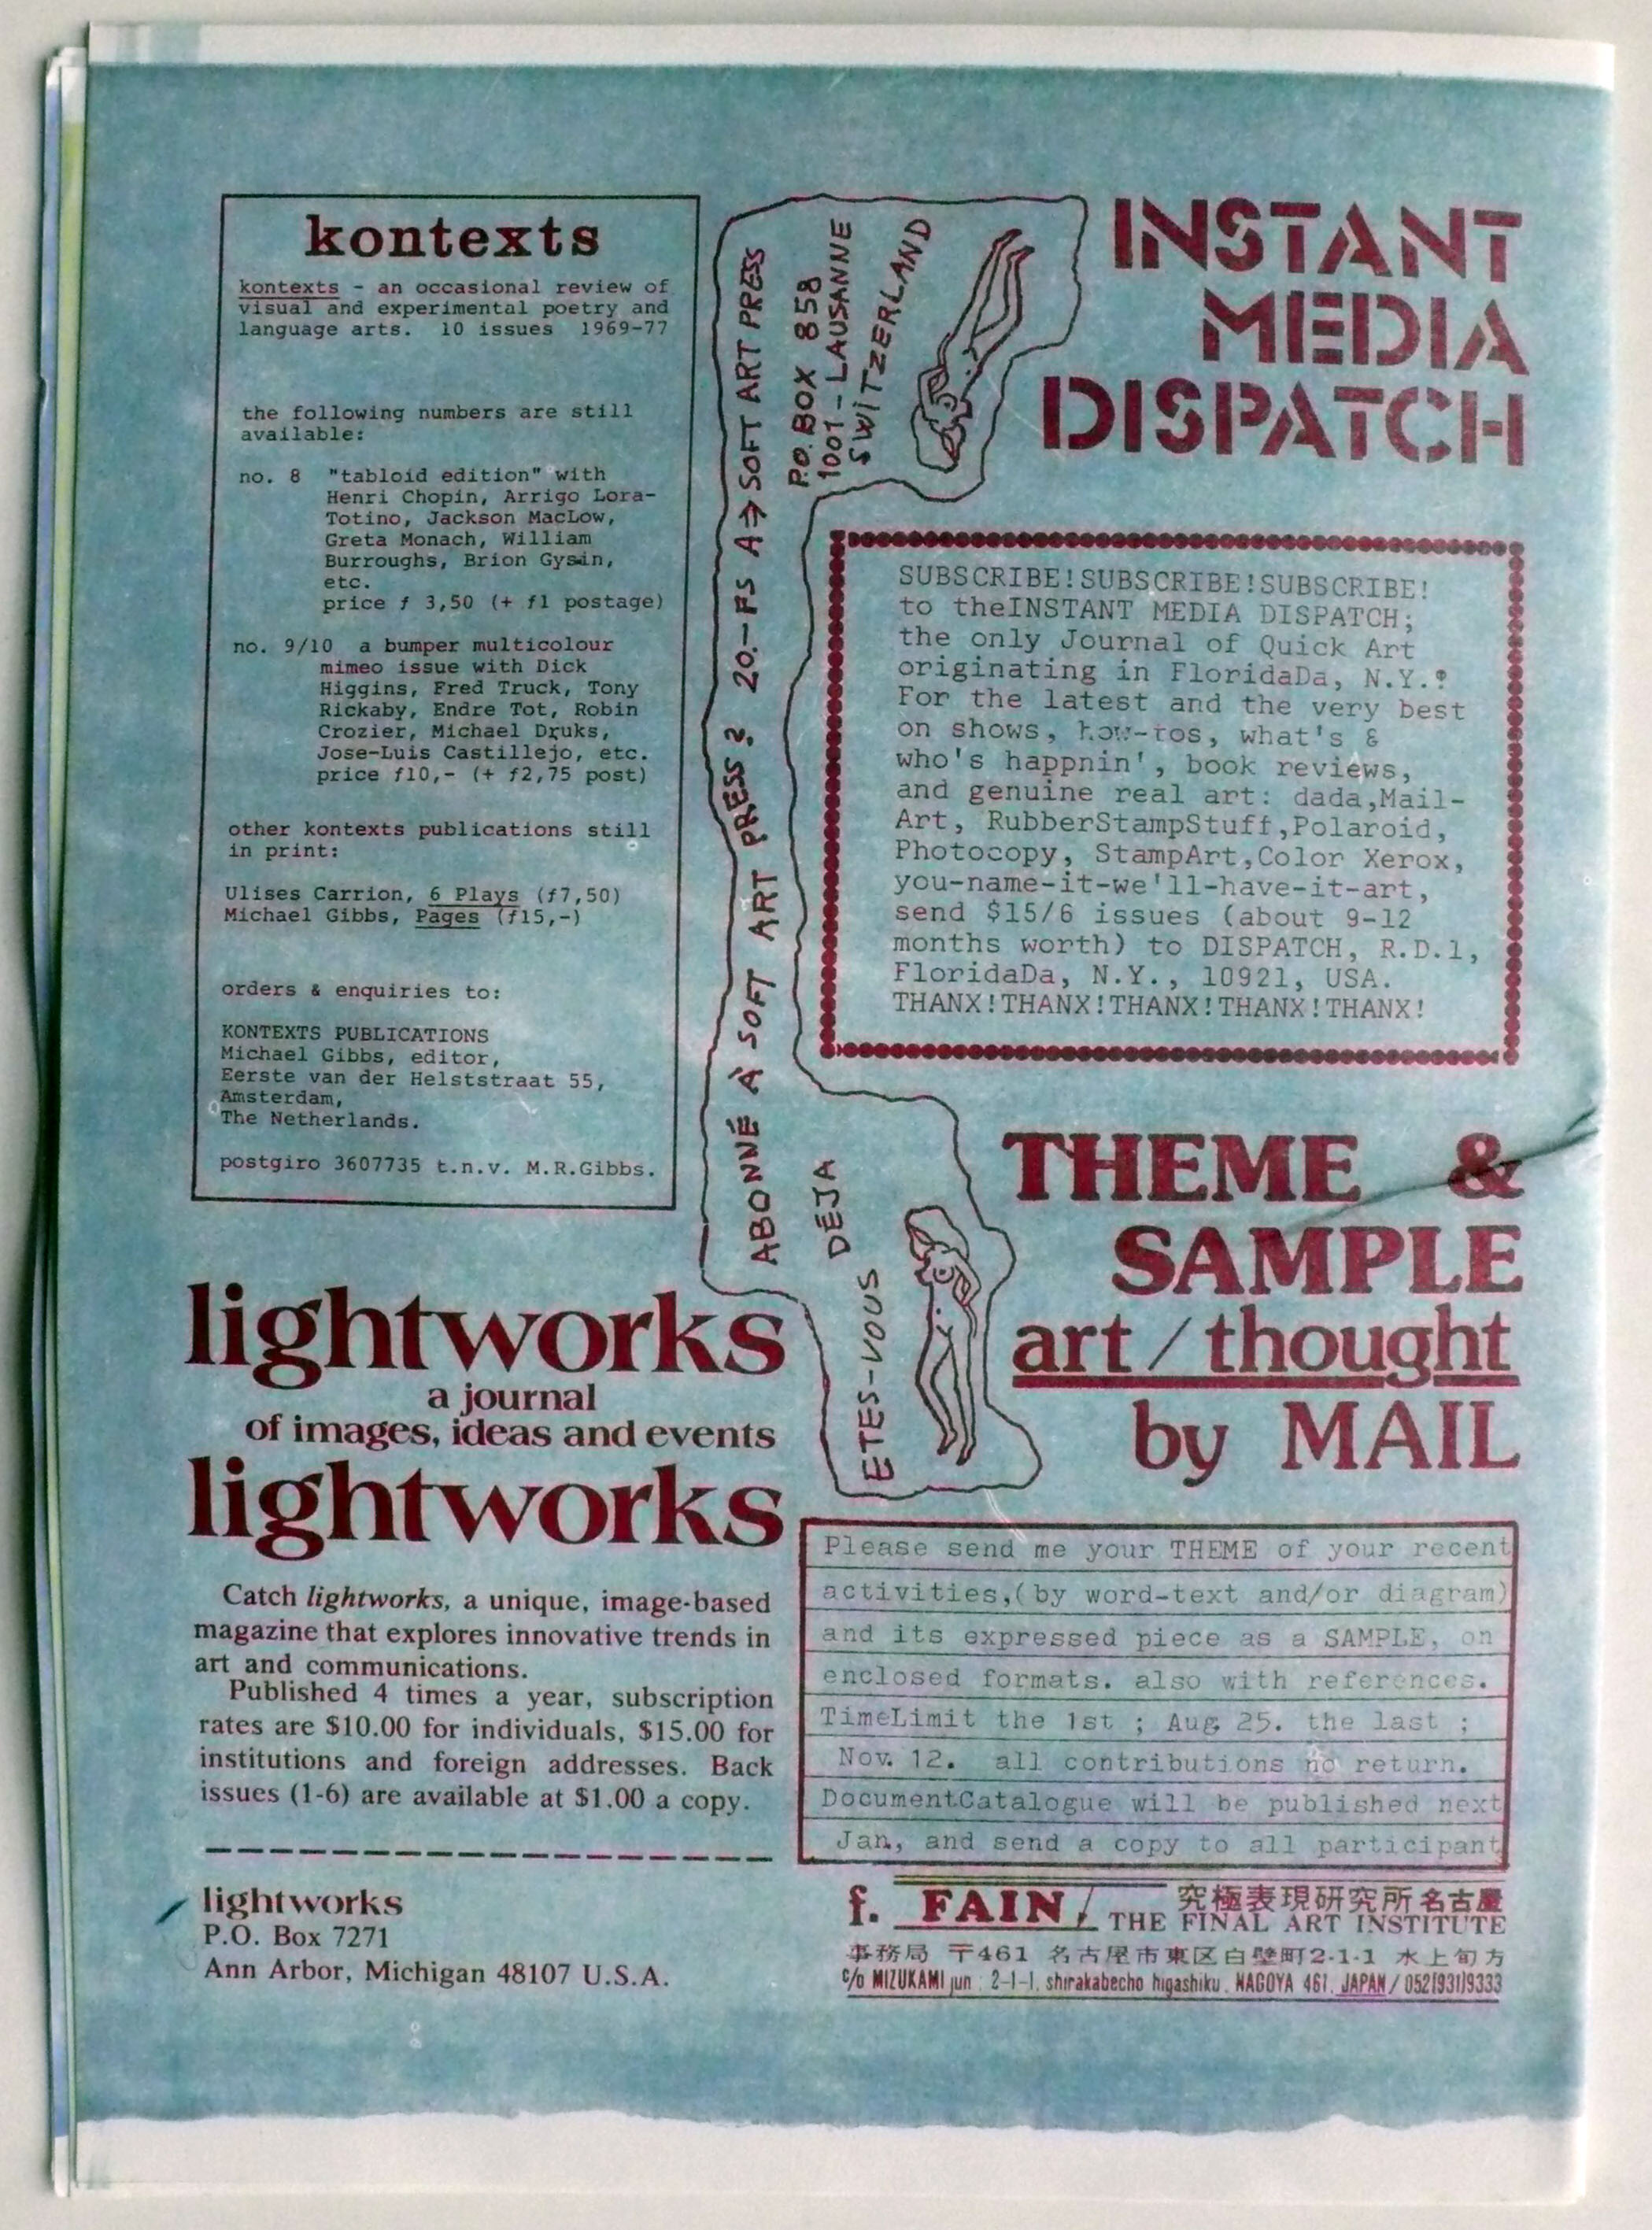 kontexts
kontexts - an occasional review of
visual and experimental poetry and
language arts. 10 issues 1969-77
the following numbers are still
available:
no. 8 "tabloid edition" with
Henri Chopin, Arrigo Lora-
Totino, Jackson MacLow,
Greta Monach, William
Burroughs, Brion Gysin,
etc.
price f 3,50 (+ f1 postage)
no. 9/10 a bumper multicolour
mimeo issue with Dick
Higgins, Fred Truck, Tony
Rickaby, Endre Tot, Robin
Crozier, Michael Druks,
Jose-Luis Castillejo, etc.
price f10,- (+ f2,75 post)
other kontexts publications still
in print:
Ulises Carrion, 6 Plays (f7,50)
Michael Gibbs, Pages (f15,-)
orders & enquiries to:
KONTEXTS PUBLICATIONS
Michael Gibbs, editor,
Eerste van der Helststraat 55,
Amsterdam,
The Netherlands.
postgiro 3607735 t.n.v. M.R.Gibbs.
ETES-VOUS
DEJA
ABONNÉ À SOFT ART PRESS? 20.-FS A → SOFT ART PRESS
P.O. BOX 858
1001 - LAUSANNE
SWITZERLAND
INSTANT
MEDIA
DISPATCH
SUBSCRIBE!SUBSCRIBE!SUBSCRIBE!
to theINSTANT MEDIA DISPATCH;
the only Journal of Quick Art
originating in FloridaDa, N.Y.!
For the latest and the very best
on shows, how-tos, what's &
who's happnin', book reviews,
and genuine real art: dada,Mail-
Art, RubberStampStuff,Polaroid,
Photocopy, StampArt,Color Xerox,
you-name-it-we'll-have-it-art,
send $15/6 issues (about 9-12
months worth) to DISPATCH, R.D.1,
FloridaDa, N.Y., 10921, USA.
THANX!THANX!THANX!THANX!THANX!
lightworks
a journal
of images, ideas and events
lightworks
Catch lightworks, a unique, image-based
magazine that explores innovative trends in
art and communications.
Published 4 times a year, subscription
rates are $10.00 for individuals, $15.00 for
institutions and foreign addresses. Back
issues (1-6) are available at $1.00 a copy.
lightworks
P.O. Box 7271
Ann Arbor, Michigan 48107 U.S.A.
THEME &
SAMPLE
art/thought
by MAIL
Please send me your THEME of your recent
activities,(by word-text and/or diagram)
and its expressed piece as a SAMPLE, on
enclosed formats. also with references.
TimeLimit the 1st ; Aug 25. the last ;
Nov. 12. all contributions no return.
DocumentCatalogue will be published next
Jan, and send a copy to all participant
f. FAIN! 究極表現研究所名古屋
THE FINAL ART INSTITUTE
事務局 〒461 名古屋市東区白壁町2-1-1 水上旬方
c/o MIZUKAMI jun : 2-1-1, shirakabecho higashiku. NAGOYA 461. JAPAN / 052[931]9333